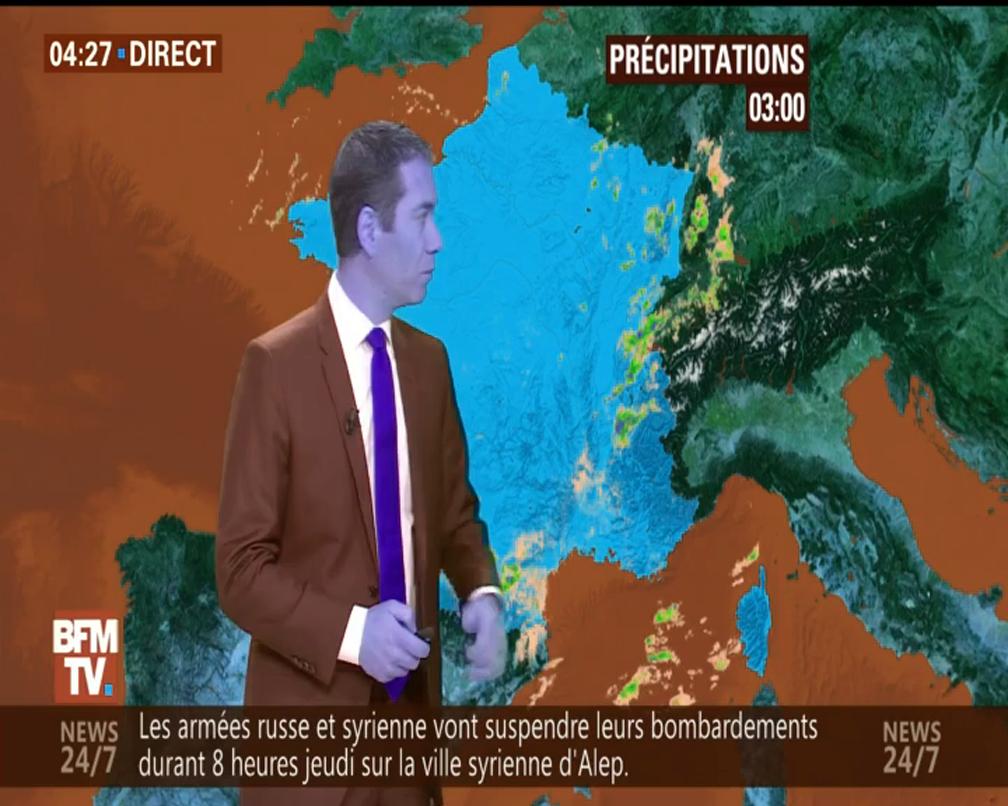 04:27 DIRECT
PRÉCIPITATIONS
03:00
BFM
TV.
NEWS
24/7
Les armées russe et syrienne vont suspendre leurs bombardements
durant 8 heures jeudi sur la ville syrienne d'Alep.
NEWS
24/7